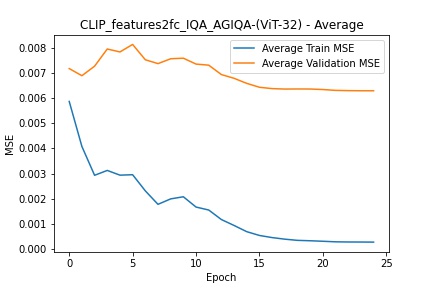 CLIP_features2fc_IQA_AGIQA-(ViT-32) - Average
Average Train MSE
Average Validation MSE
MSE
0.008
0.007
0.006
0.005
0.004
0.003
0.002
0.001
0.000
0 5 10 15 20 25
Epoch